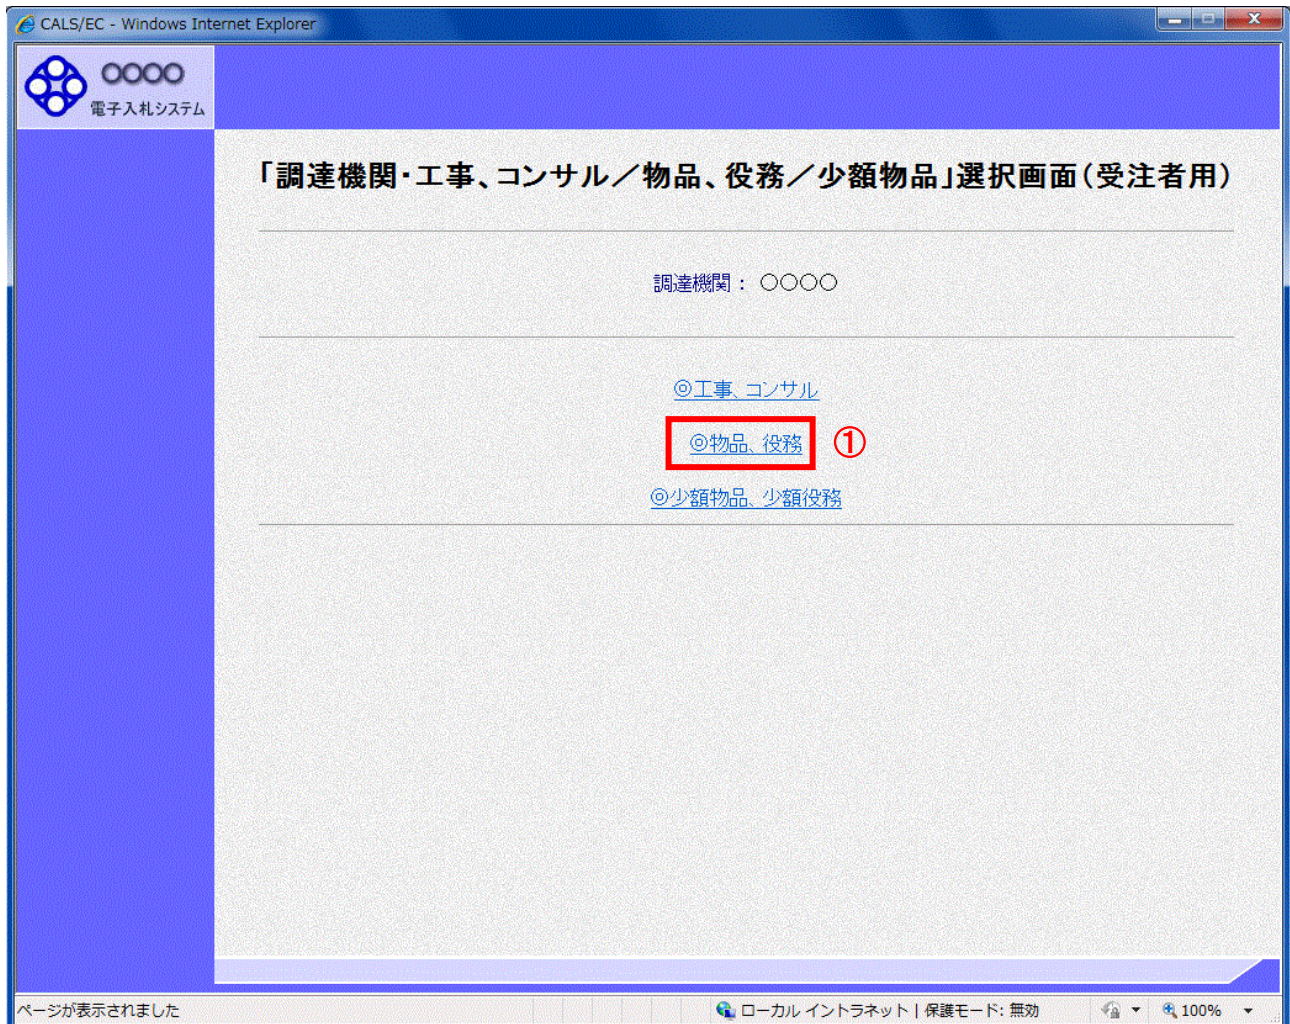 CALS/EC - Windows Internet Explorer
○○○○
電子入札システム
「調達機関・工事、コンサル／物品、役務／少額物品」選択画面（受注者用）
調達機関： ○○○○
◎工事、コンサル
◎物品、役務 ①
◎少額物品、少額役務
ページが表示されました ローカル イントラネット | 保護モード: 無効 100%